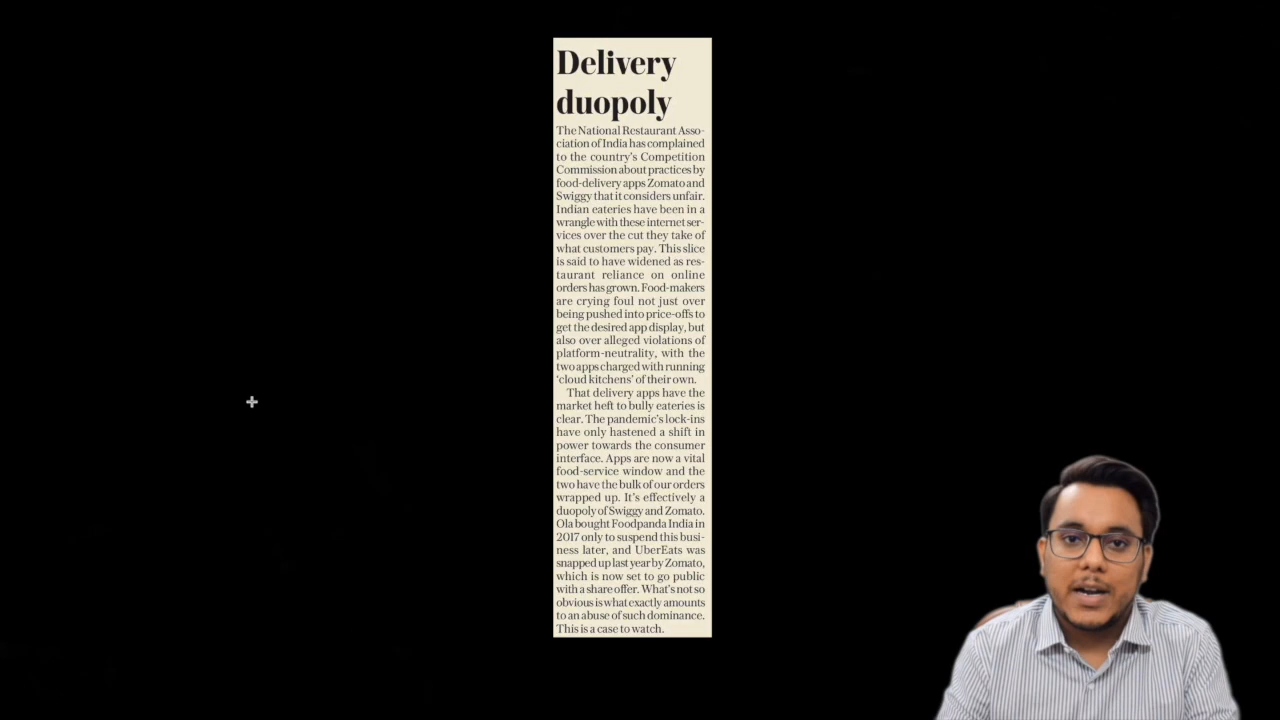 Delivery
duopoly
The National Restaurant Asso-
ciation of India has complained
to the country's Competition
Commission about practices by
food-delivery apps Zomato and
Swiggy that it considers unfair.
Indian eateries have been in a
wrangle with these internet ser-
vices over the cut they take of
what customers pay. This slice
is said to have widened as res-
taurant reliance on online
orders has grown. Food-makers
are crying foul not just over
being pushed into price-offs to
get the desired app display, but
also over alleged violations of
platform-neutrality, with the
two apps charged with running
'cloud kitchens' of their own.
That delivery apps have the
market heft to bully eateries is
clear. The pandemic's lock-ins
have only hastened a shift in
power towards the consumer
interface. Apps are now a vital
food-service window and the
two have the bulk of our orders
wrapped up. It's effectively a
duopoly of Swiggy and Zomato.
Ola bought Foodpanda India in
2017 only to suspend this busi-
ness later, and UberEats was
snapped up last year by Zomato,
which is now set to go public
with a share offer. What's not so
obvious is what exactly amounts
to an abuse of such dominance.
This is a case to watch.